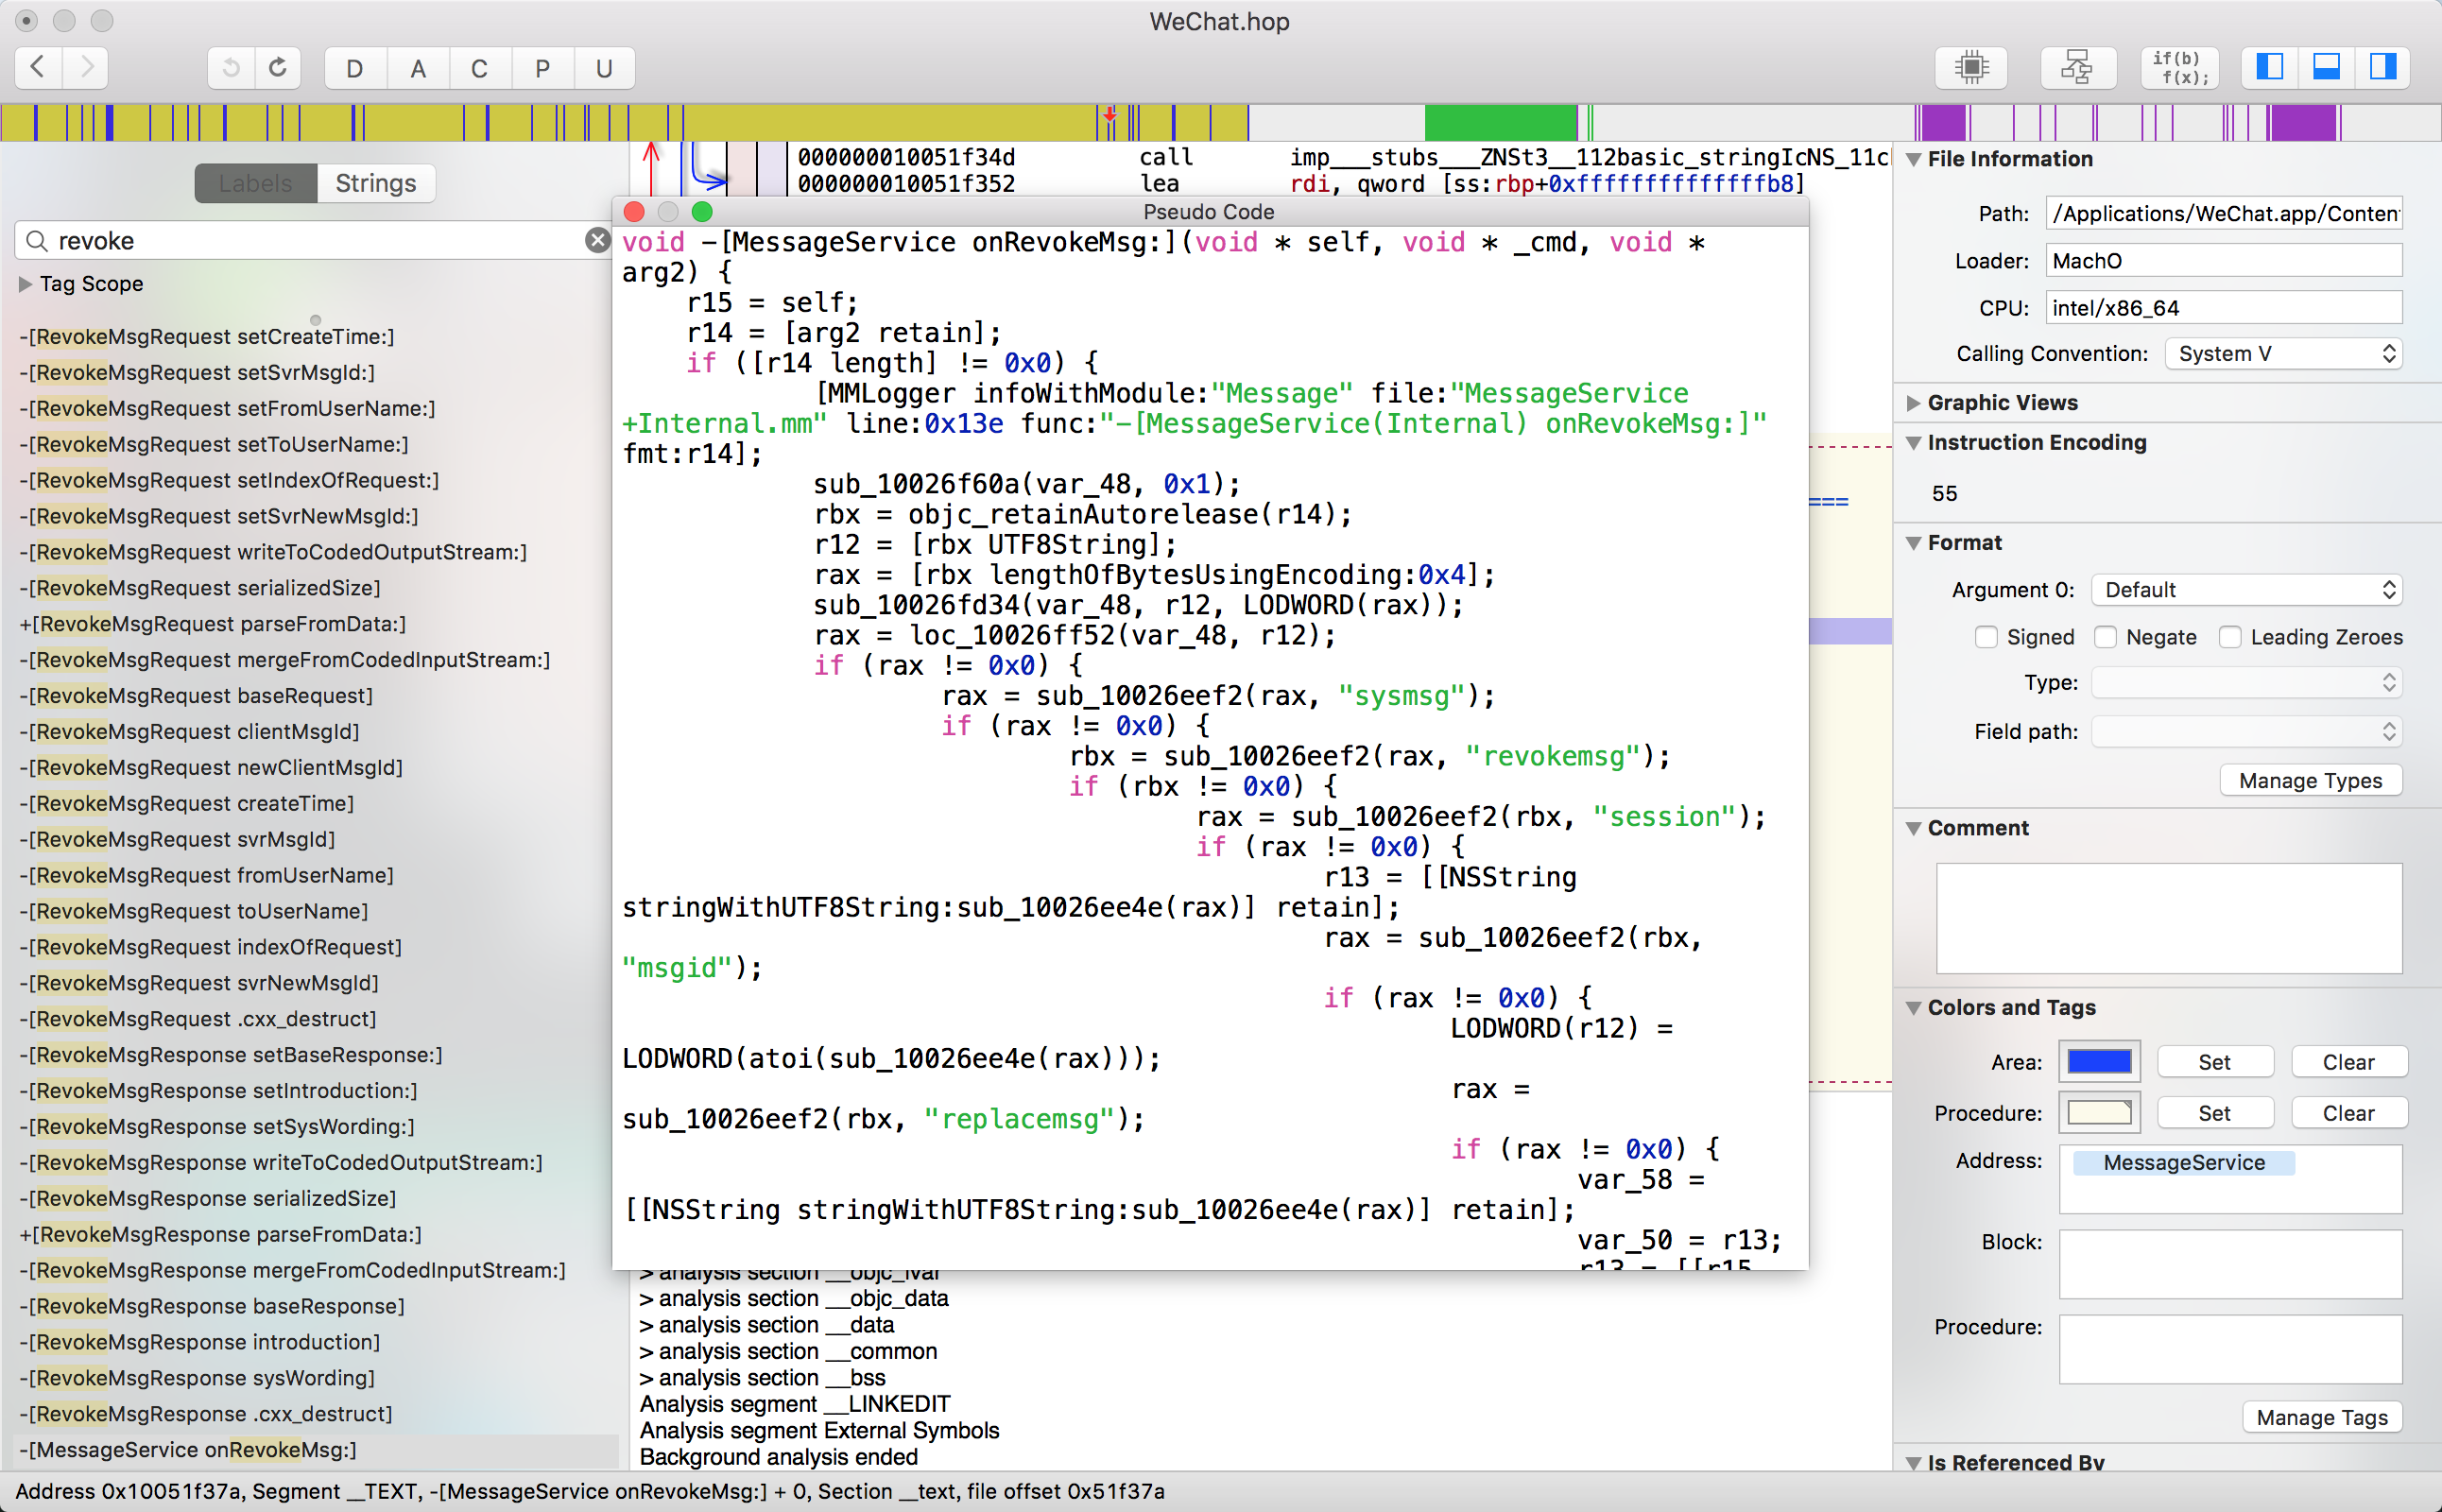 WeChat.hop
D A C P U
if(b)
f(x);
Labels Strings
revoke
Tag Scope
-[RevokeMsgRequest setCreateTime:]
-[RevokeMsgRequest setSvrMsgId:]
-[RevokeMsgRequest setFromUserName:]
-[RevokeMsgRequest setToUserName:]
-[RevokeMsgRequest setIndexOfRequest:]
-[RevokeMsgRequest setSvrNewMsgId:]
-[RevokeMsgRequest writeToCodedOutputStream:]
-[RevokeMsgRequest serializedSize]
+[RevokeMsgRequest parseFromData:]
-[RevokeMsgRequest mergeFromCodedInputStream:]
-[RevokeMsgRequest baseRequest]
-[RevokeMsgRequest clientMsgId]
-[RevokeMsgRequest newClientMsgId]
-[RevokeMsgRequest createTime]
-[RevokeMsgRequest svrMsgId]
-[RevokeMsgRequest fromUserName]
-[RevokeMsgRequest toUserName]
-[RevokeMsgRequest indexOfRequest]
-[RevokeMsgRequest svrNewMsgId]
-[RevokeMsgRequest .cxx_destruct]
-[RevokeMsgResponse setBaseResponse:]
-[RevokeMsgResponse setIntroduction:]
-[RevokeMsgResponse setSysWording:]
-[RevokeMsgResponse writeToCodedOutputStream:]
-[RevokeMsgResponse serializedSize]
+[RevokeMsgResponse parseFromData:]
-[RevokeMsgResponse mergeFromCodedInputStream:]
-[RevokeMsgResponse baseResponse]
-[RevokeMsgResponse introduction]
-[RevokeMsgResponse sysWording]
-[RevokeMsgResponse .cxx_destruct]
-[MessageService onRevokeMsg:]
000000010051f34d call imp___stubs___ZNSt3__112basic_stringIcNS_11c
000000010051f352 lea rdi, qword [ss:rbp+0xffffffffffffffb8]
Pseudo Code
void -[MessageService onRevokeMsg:](void * self, void * _cmd, void *
arg2) {
r15 = self;
r14 = [arg2 retain];
if ([r14 length] != 0x0) {
[MMLogger infoWithModule:"Message" file:"MessageService
+Internal.mm" line:0x13e func:"-[MessageService(Internal) onRevokeMsg:]"
fmt:r14];
sub_10026f60a(var_48, 0x1);
rbx = objc_retainAutorelease(r14);
r12 = [rbx UTF8String];
rax = [rbx lengthOfBytesUsingEncoding:0x4];
sub_10026fd34(var_48, r12, LODWORD(rax));
rax = loc_10026ff52(var_48, r12);
if (rax != 0x0) {
rax = sub_10026eef2(rax, "sysmsg");
if (rax != 0x0) {
rbx = sub_10026eef2(rax, "revokemsg");
if (rbx != 0x0) {
rax = sub_10026eef2(rbx, "session");
if (rax != 0x0) {
r13 = [[NSString
stringWithUTF8String:sub_10026ee4e(rax)] retain];
rax = sub_10026eef2(rbx,
"msgid");
if (rax != 0x0) {
LODWORD(r12) =
LODWORD(atoi(sub_10026ee4e(rax)));
rax =
sub_10026eef2(rbx, "replacemsg");
if (rax != 0x0) {
var_58 =
[[NSString stringWithUTF8String:sub_10026ee4e(rax)] retain];
var_50 = r13;
r13 = [[r15
===
> analysis section __objc_ivar
> analysis section __objc_data
> analysis section __data
> analysis section __common
> analysis section __bss
Analysis segment __LINKEDIT
Analysis segment External Symbols
Background analysis ended
File Information
Path: /Applications/WeChat.app/Conten
Loader: MachO
CPU: intel/x86_64
Calling Convention: System V
Graphic Views
Instruction Encoding
55
Format
Argument 0: Default
Signed Negate Leading Zeroes
Type:
Field path:
Manage Types
Comment
Colors and Tags
Area: Set Clear
Procedure: Set Clear
Address: MessageService
Block:
Procedure:
Manage Tags
Is Referenced By
Address 0x10051f37a, Segment __TEXT, -[MessageService onRevokeMsg:] + 0, Section __text, file offset 0x51f37a